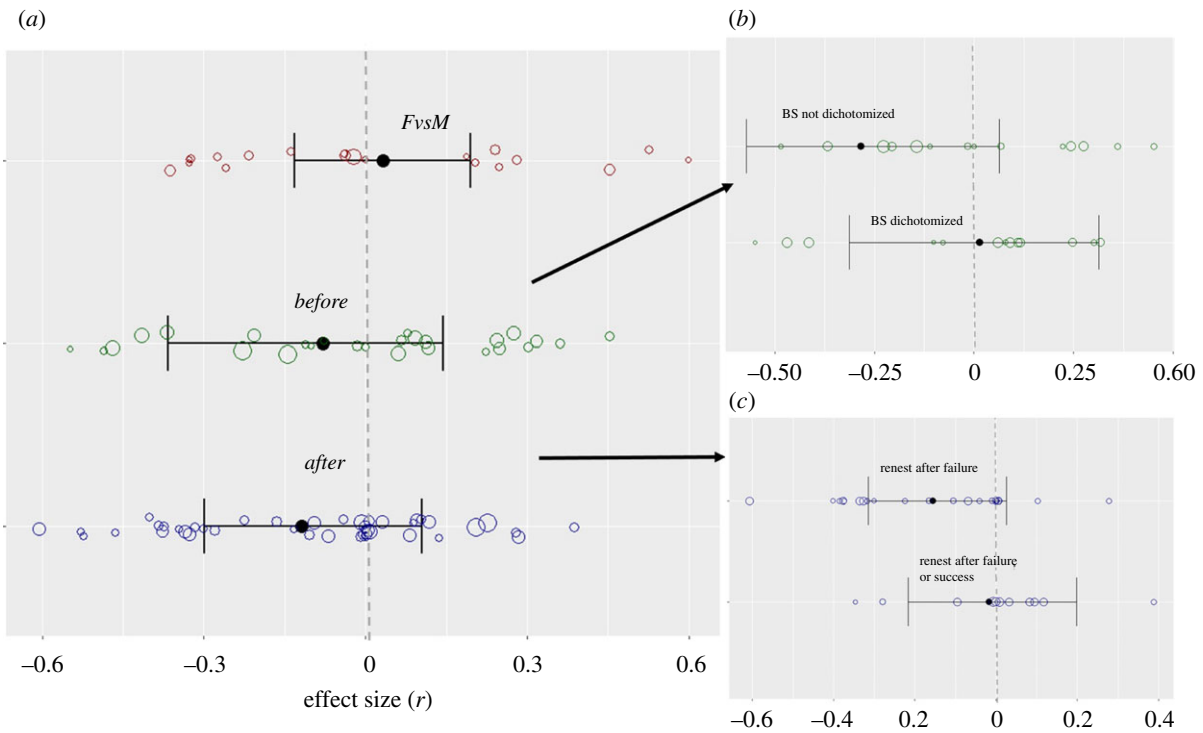 (a)
FvsM
before
after
–0.6 –0.3 0 0.3 0.6
effect size (r)
(b)
BS not dichotomized
BS dichotomized
–0.50 –0.25 0 0.25 0.60
(c)
renest after failure
renest after failure
or success
–0.6 –0.4 0.2 0 0.2 0.4